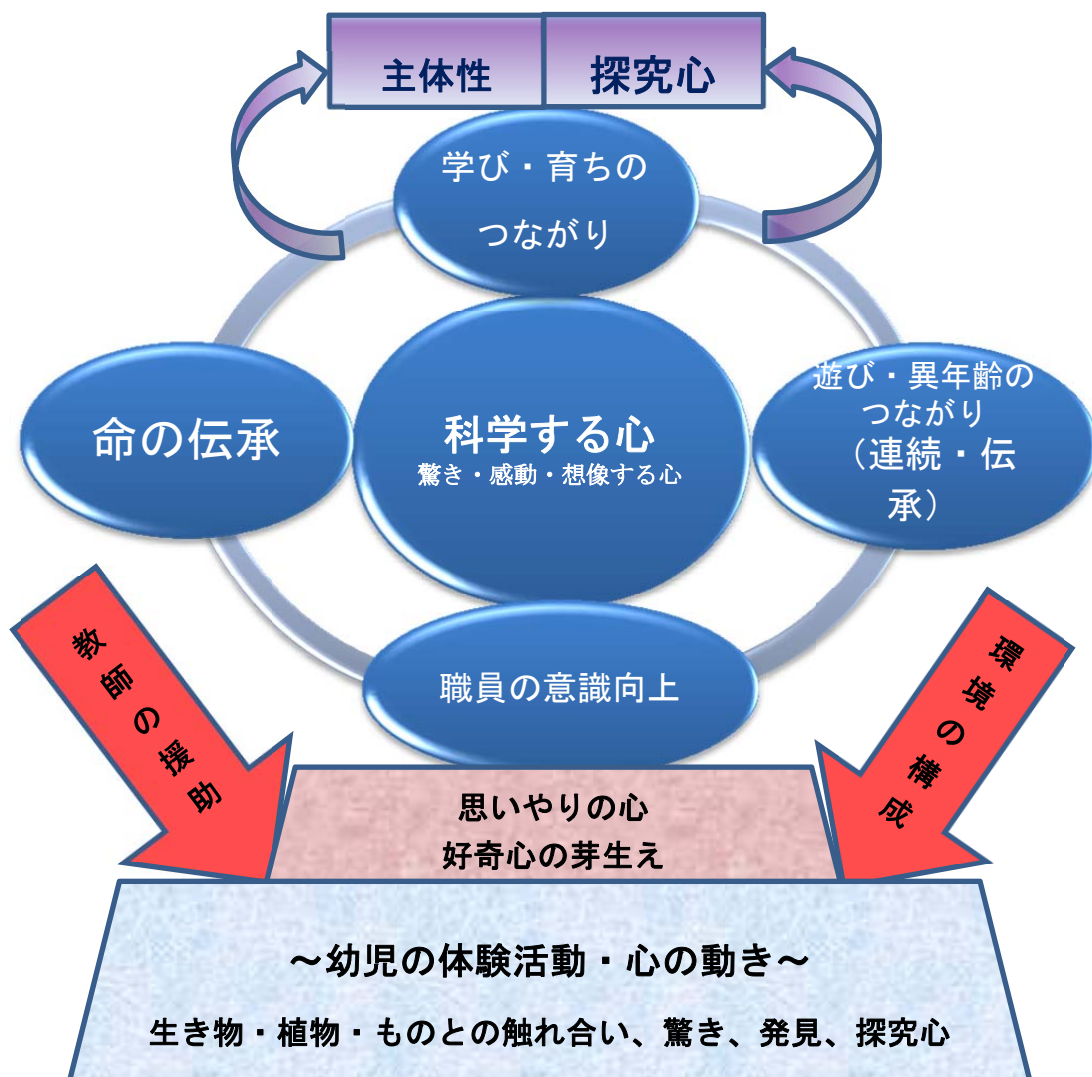 主体性
探究心
学び・育ちの
つながり
命の伝承
科学する心
驚き・感動・想像する心
遊び・異年齢の
つながり
（連続・伝
承）
職員の意識向上
教師の援助
環境の構成
思いやりの心
好奇心の芽生え
～幼児の体験活動・心の動き～
生き物・植物・ものとの触れ合い、驚き、発見、探究心